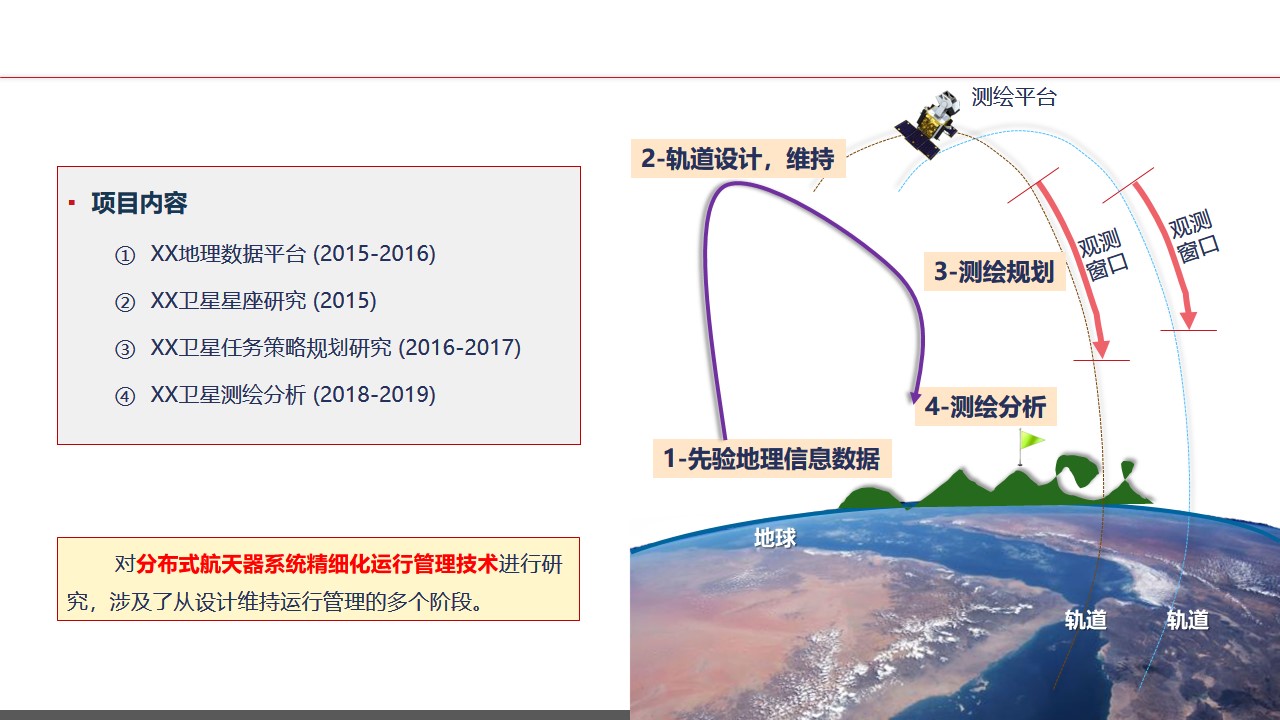 项目内容
① XX地理数据平台 (2015-2016)
② XX卫星星座研究 (2015)
③ XX卫星任务策略规划研究 (2016-2017)
④ XX卫星测绘分析 (2018-2019)
对分布式航天器系统精细化运行管理技术进行研
究，涉及了从设计维持运行管理的多个阶段。
测绘平台
2-轨道设计，维持
观测
窗口
观测
窗口
3-测绘规划
4-测绘分析
1-先验地理信息数据
地球
轨道
轨道